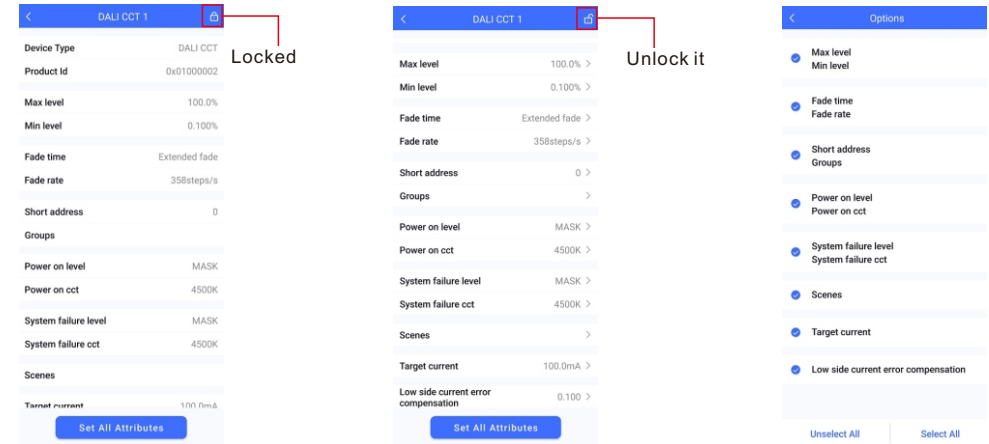 DALI CCT 1
Device Type DALI CCT
Product Id 0x01000002
Max level 100.0%
Min level 0.100%
Fade time Extended fade
Fade rate 358steps/s
Short address 0
Groups
Power on level MASK
Power on cct 4500K
System failure level MASK
System failure cct 4500K
Scenes
Target current 100.0mA
Set All Attributes
Locked
DALI CCT 1
Max level 100.0%
Min level 0.100%
Fade time Extended fade
Fade rate 358steps/s
Short address 0
Groups
Power on level MASK
Power on cct 4500K
System failure level MASK
System failure cct 4500K
Scenes
Target current 100.0mA
Low side current error
compensation 0.100
Set All Attributes
Unlock it
Options
Max level
Min level
Fade time
Fade rate
Short address
Groups
Power on level
Power on cct
System failure level
System failure cct
Scenes
Target current
Low side current error compensation
Unselect All Select All